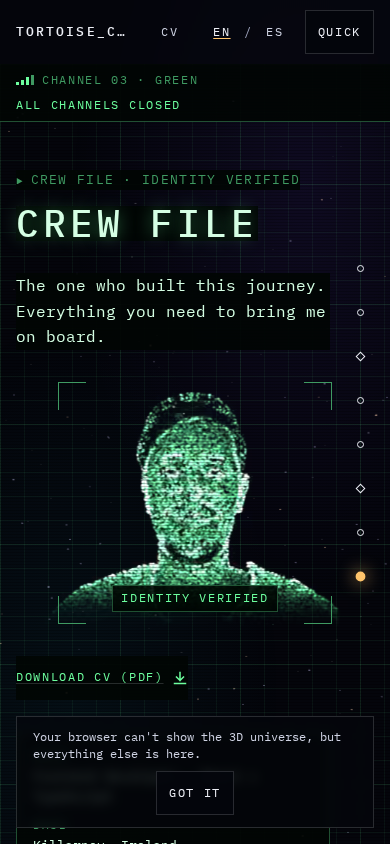 TORTOISE_C… CV EN / ES QUICK
CHANNEL 03 · GREEN
ALL CHANNELS CLOSED
▶ CREW FILE · IDENTITY VERIFIED
CREW FILE
The one who built this journey.
Everything you need to bring me
on board.
IDENTITY VERIFIED
DOWNLOAD CV (PDF)
Your browser can't show the 3D universe, but
everything else is here.
GOT IT
Killarney, Ireland